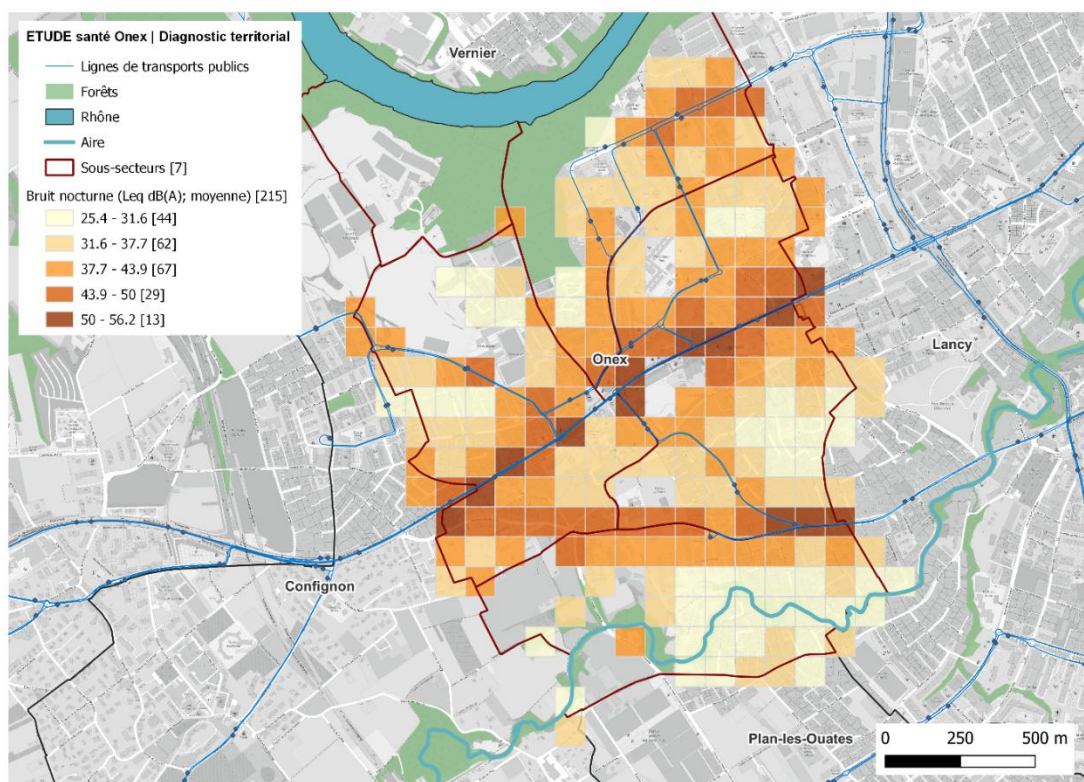 ETUDE santé Onex | Diagnostic territorial
Lignes de transports publics
Forêts
Rhône
Aire
Sous-secteurs [7]
Bruit nocturne (Leq dB(A); moyenne) [215]
25.4 - 31.6 [44]
31.6 - 37.7 [62]
37.7 - 43.9 [67]
43.9 - 50 [29]
50 - 56.2 [13]
Vernier
Onex
Lancy
Confignon
Plan-les-Ouates
0 250 500 m